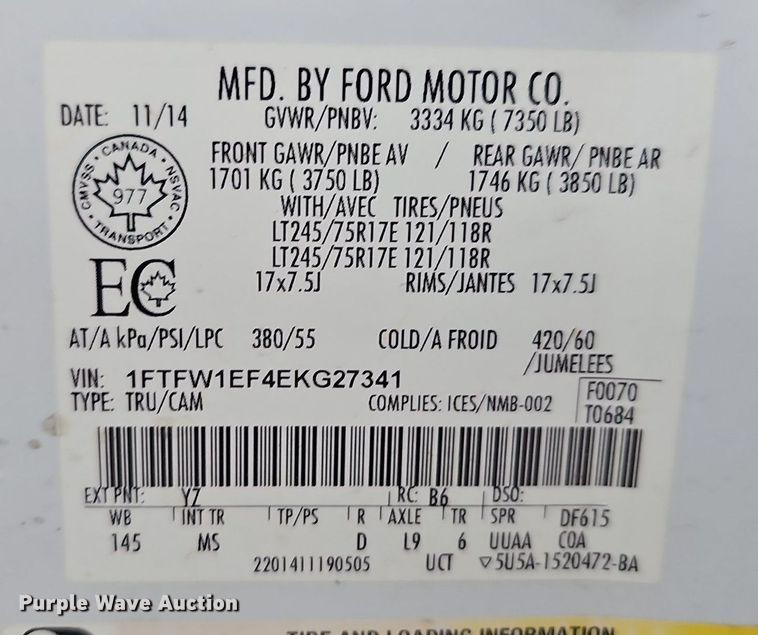 MFD. BY FORD MOTOR CO.
DATE: 11/14 GVWR/PNBV: 3334 KG ( 7350 LB)
FRONT GAWR/PNBE AV / REAR GAWR/ PNBE AR
1701 KG ( 3750 LB) 1746 KG ( 3850 LB)
WITH/AVEC TIRES/PNEUS
LT245/75R17E 121/118R
LT245/75R17E 121/118R
17x7.5J RIMS/JANTES 17x7.5J
CANADA
CMVSS NSVAC
977
TRANSPORT
EC
AT/A kPa/PSI/LPC 380/55 COLD/A FROID 420/60
/JUMELEES
VIN: 1FTFW1EF4EKG27341
TYPE: TRU/CAM COMPLIES: ICES/NMB-002
F0070
T0684
EXT PNT: YZ RC: B6 DSO:
WB INT TR TP/PS R AXLE TR SPR DF615
145 MS D L9 6 UUAA COA
2201411190505 UCT ▽5U5A-1520472-BA
Purple Wave Auction
TIRE AND LOADING INFORMATION